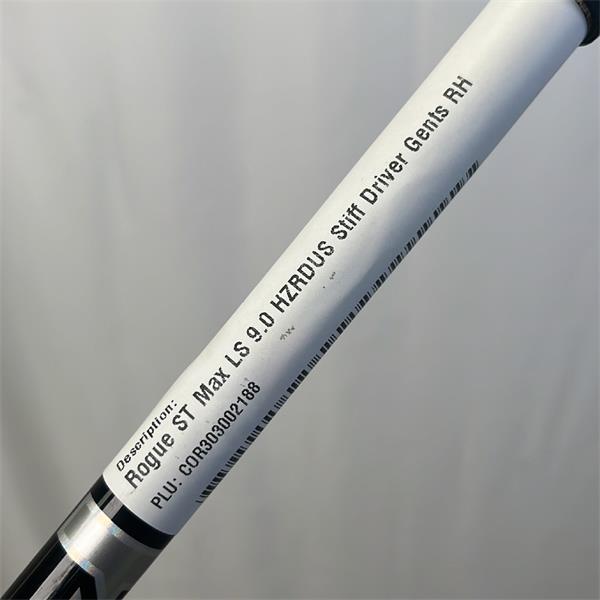 Description:
Rogue ST Max LS 9.0 HZRDUS Stiff Driver Gents RH
PLU: COR303002188